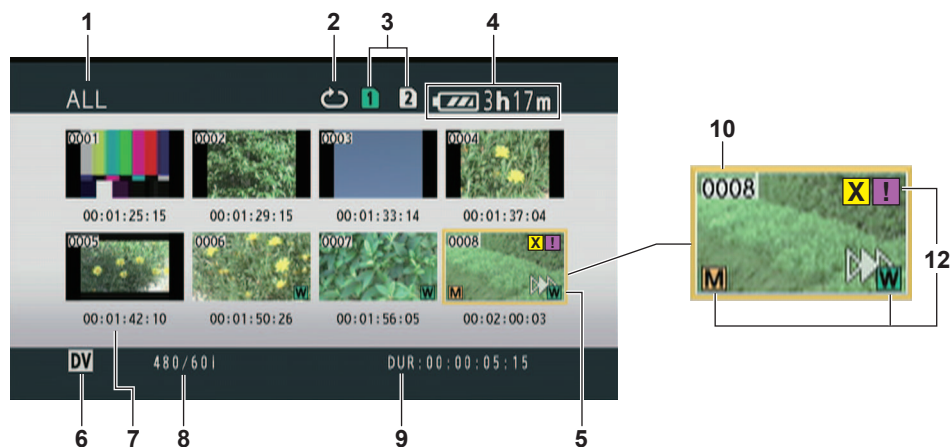 1 2 3 4
ALL 1 2 3h17m
0001 0002 0003 0004
00:01:25:15 00:01:29:15 00:01:33:14 00:01:37:04
0005 0006 0007 0008 X !
W W M W
00:01:42:10 00:01:50:26 00:01:56:05 00:02:00:03
DV 480/60i DUR:00:00:05:15
6 7 8 9 5
10
0008 X !
M W
12